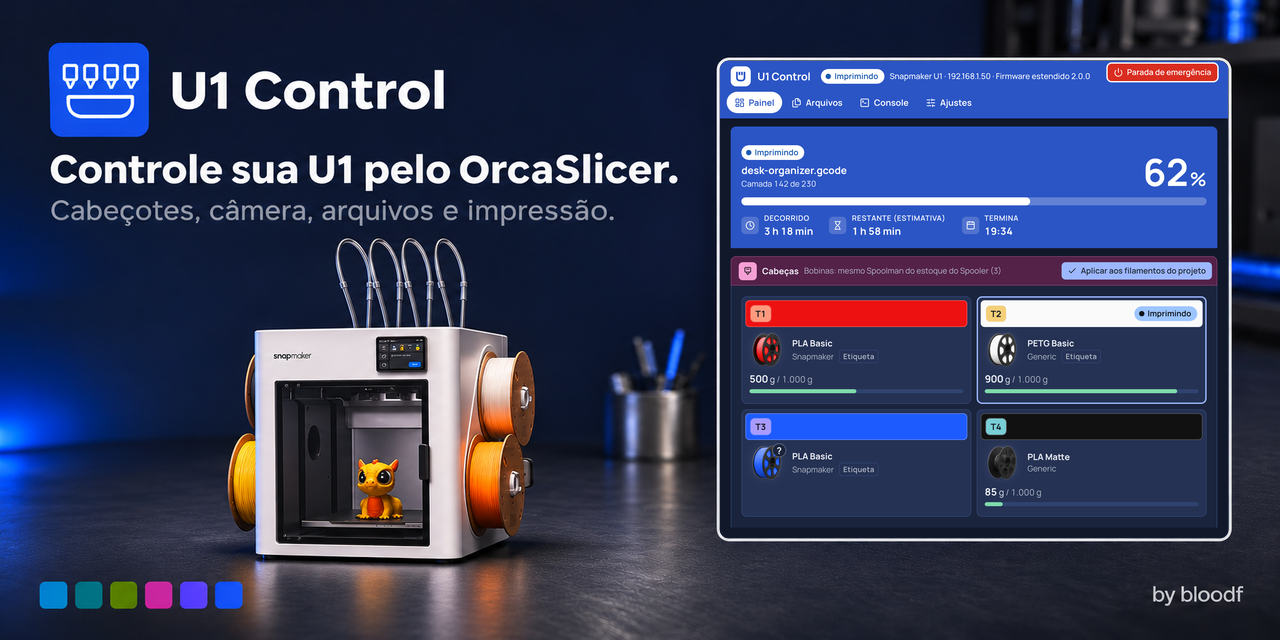 U1 Control
Controle sua U1 pelo OrcaSlicer.
Cabeçotes, câmera, arquivos e impressão.
snapmaker
U1 Control
Imprimindo
Snapmaker U1 · 192.168.1.50 · Firmware estendido 2.0.0
Parada de emergência
Painel
Arquivos
Console
Ajustes
Imprimindo
desk-organizer.gcode
Camada 142 de 230
62%
DECORRIDO
3 h 18 min
RESTANTE (ESTIMATIVA)
1 h 58 min
TERMINA
19:34
Cabeças
Bobinas: mesmo Spoolman do estoque do Spooler (3)
Aplicar aos filamentos do projeto
T1
PLA Basic
Snapmaker
Etiqueta
500 g / 1.000 g
T2
Imprimindo
PETG Basic
Generic
Etiqueta
900 g / 1.000 g
T3
?
PLA Basic
Snapmaker
Etiqueta
T4
PLA Matte
Generic
85 g / 1.000 g
by bloodf